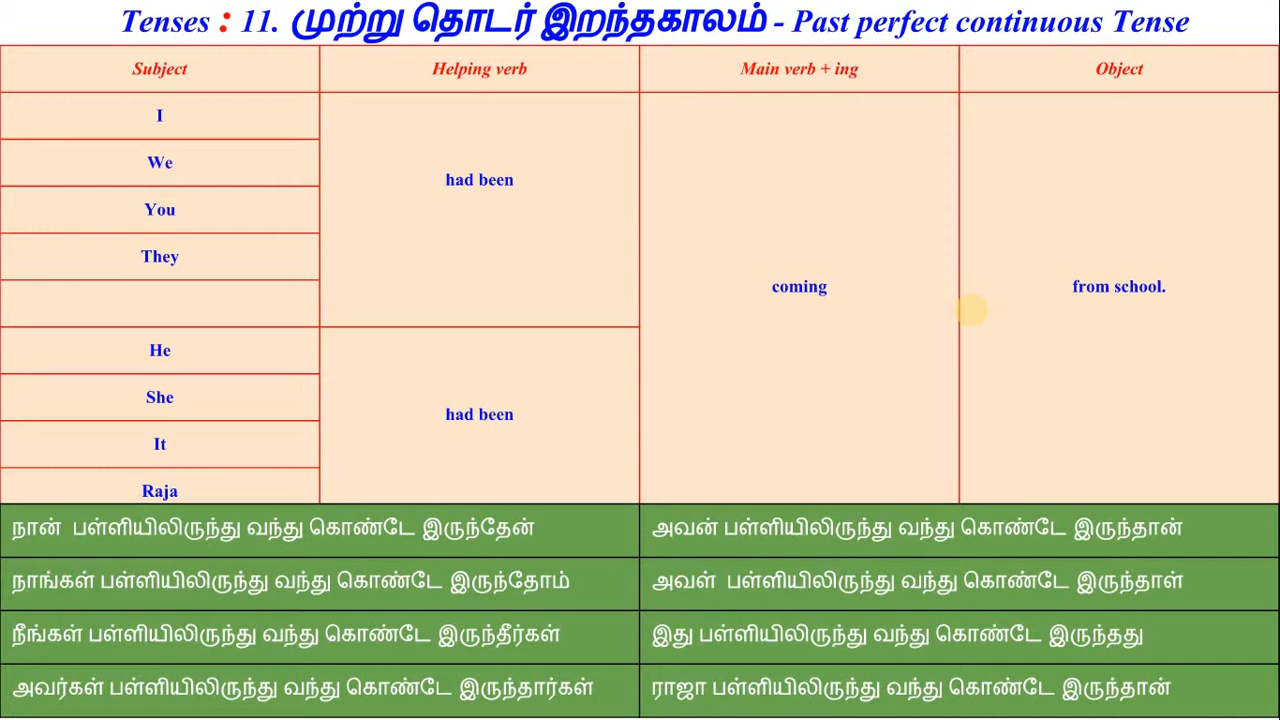 Tenses : 11. முற்று தொடர் இறந்தகாலம் - Past perfect continuous Tense
Subject Helping verb Main verb + ing Object
I
We
You
They
had been
He
She
It
Raja
had been
coming
from school.
நான் பள்ளியிலிருந்து வந்து கொண்டே இருந்தேன் அவன் பள்ளியிலிருந்து வந்து கொண்டே இருந்தான்
நாங்கள் பள்ளியிலிருந்து வந்து கொண்டே இருந்தோம் அவள் பள்ளியிலிருந்து வந்து கொண்டே இருந்தாள்
நீங்கள் பள்ளியிலிருந்து வந்து கொண்டே இருந்தீர்கள் இது பள்ளியிலிருந்து வந்து கொண்டே இருந்தது
அவர்கள் பள்ளியிலிருந்து வந்து கொண்டே இருந்தார்கள் ராஜா பள்ளியிலிருந்து வந்து கொண்டே இருந்தான்